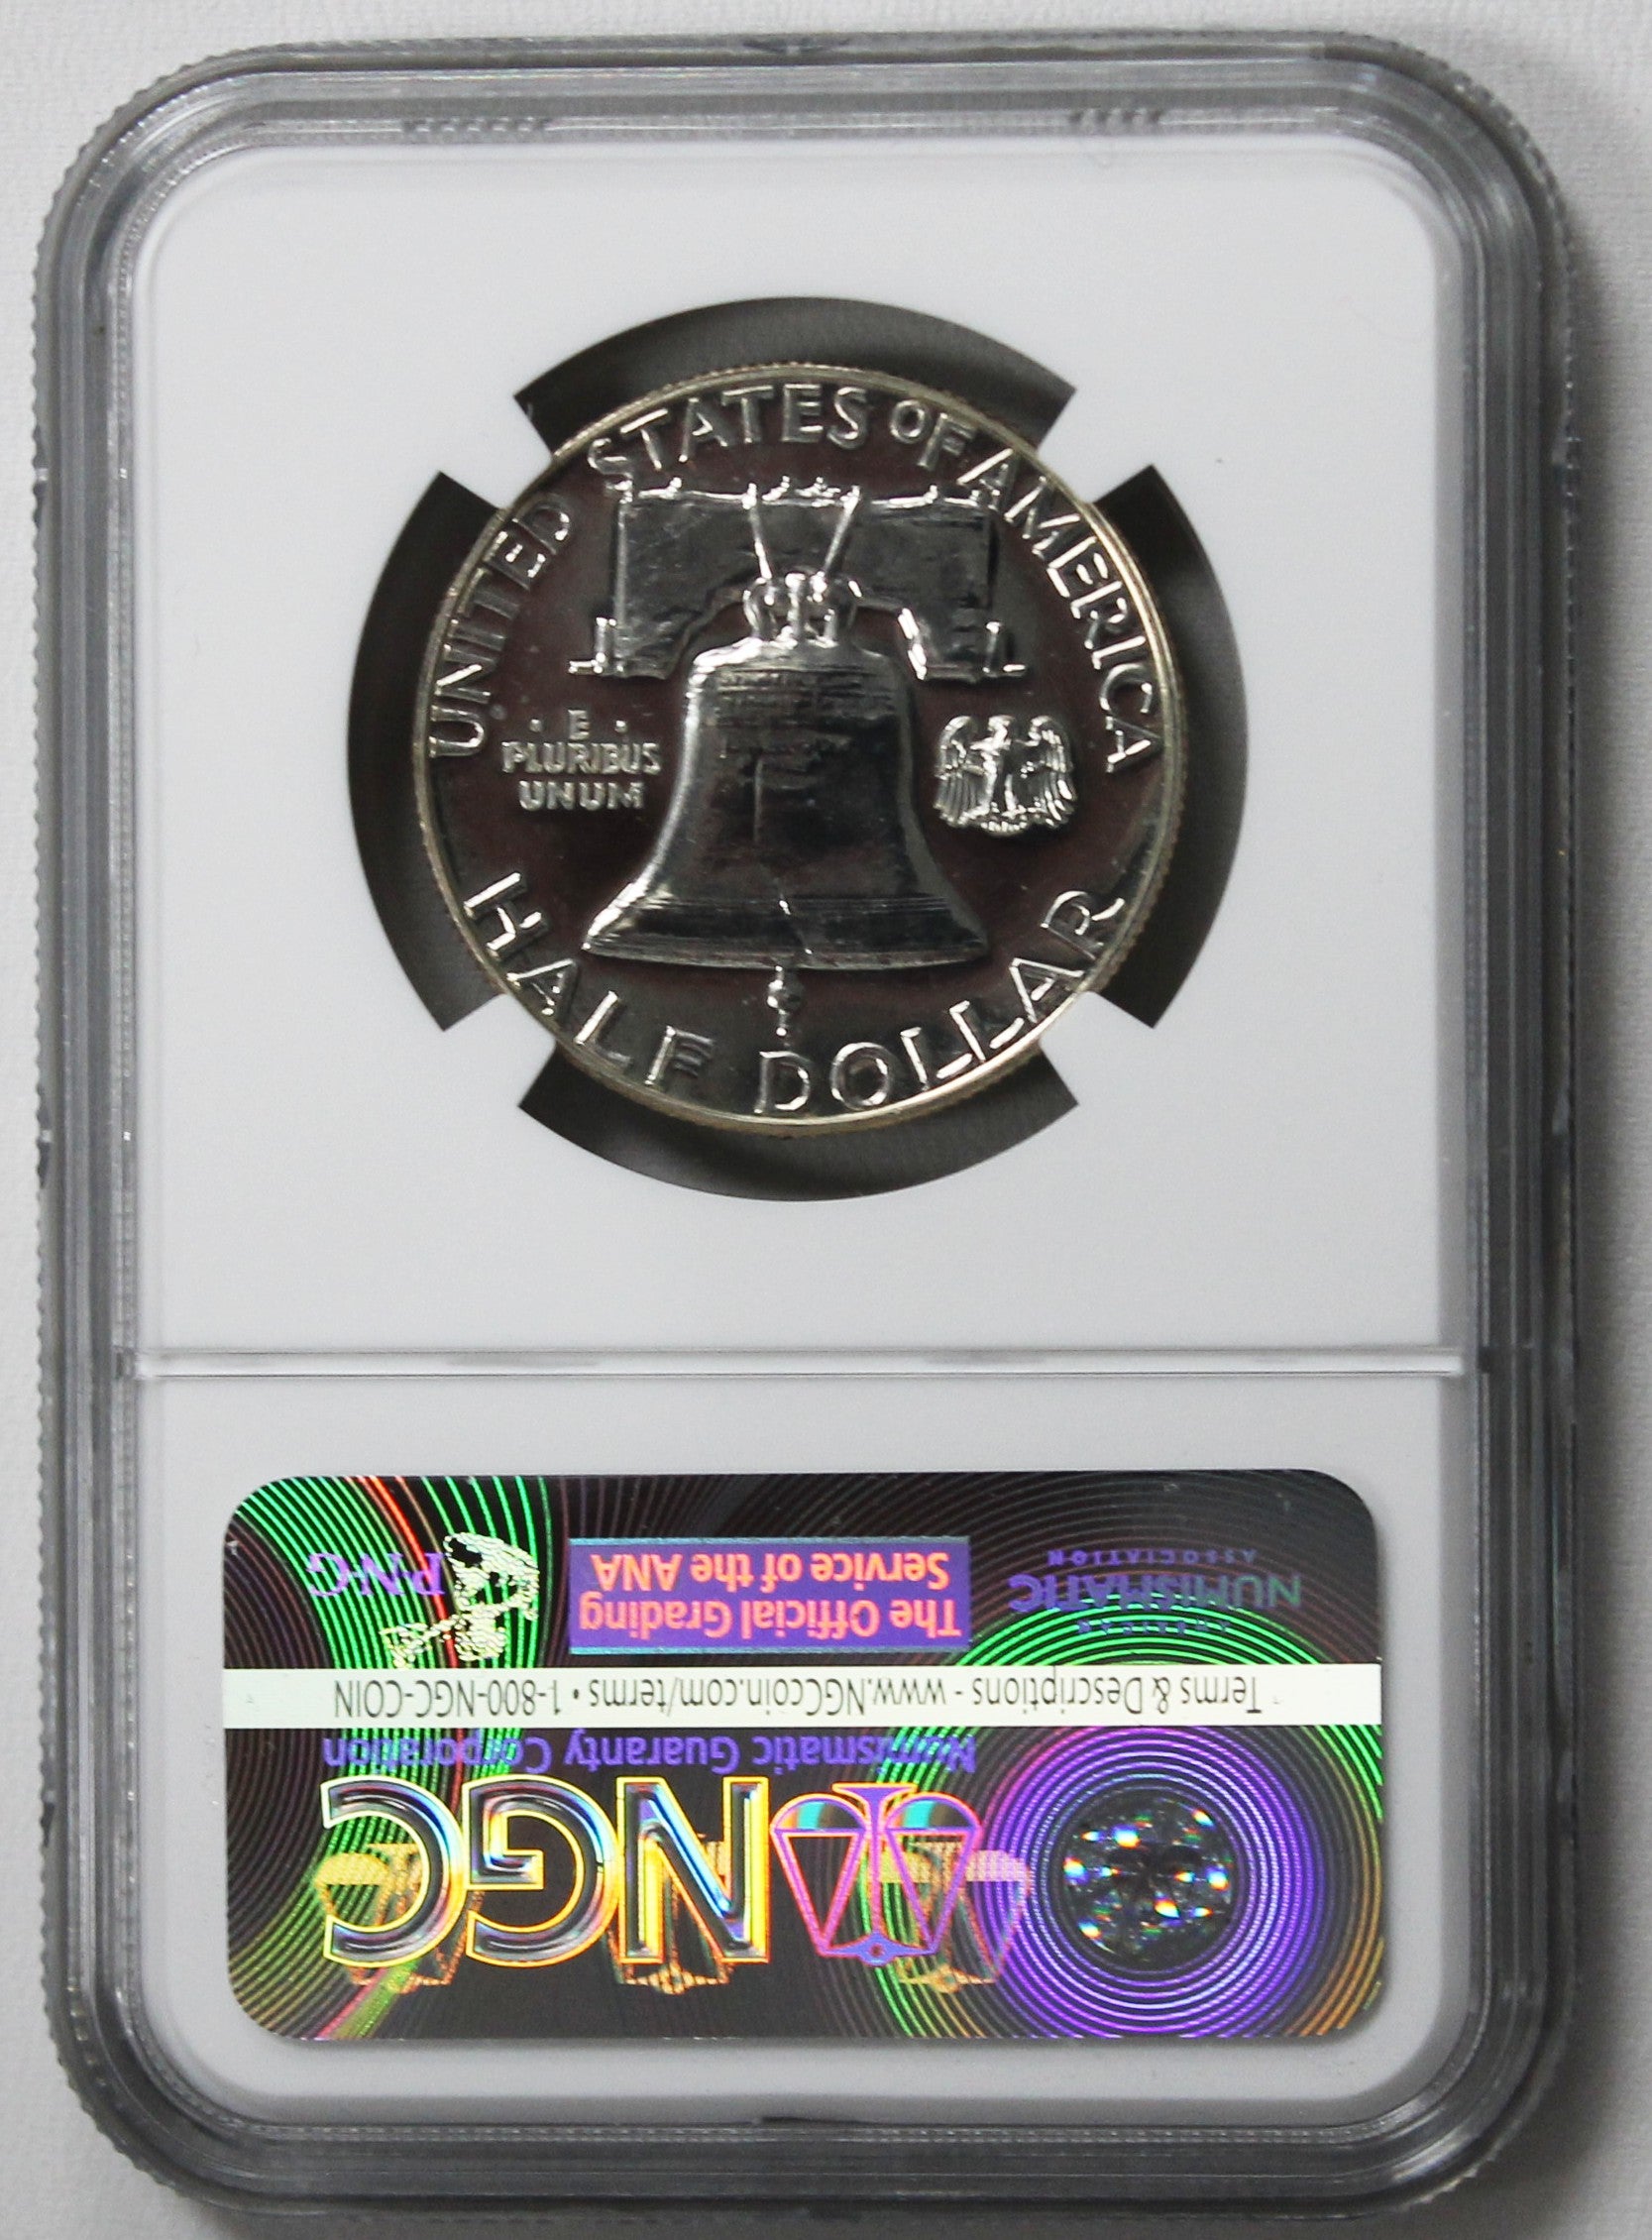 UNITED STATES OF AMERICA
· E ·
PLURIBUS
UNUM
HALF DOLLAR
NGC
Numismatic Guaranty Corporation
Terms & Descriptions - www.NGCcoin.com/terms • 1-800-NGC-COIN
AMERICAN
NUMISMATIC
ASSOCIATION
The Official Grading
Service of the ANA
PNG